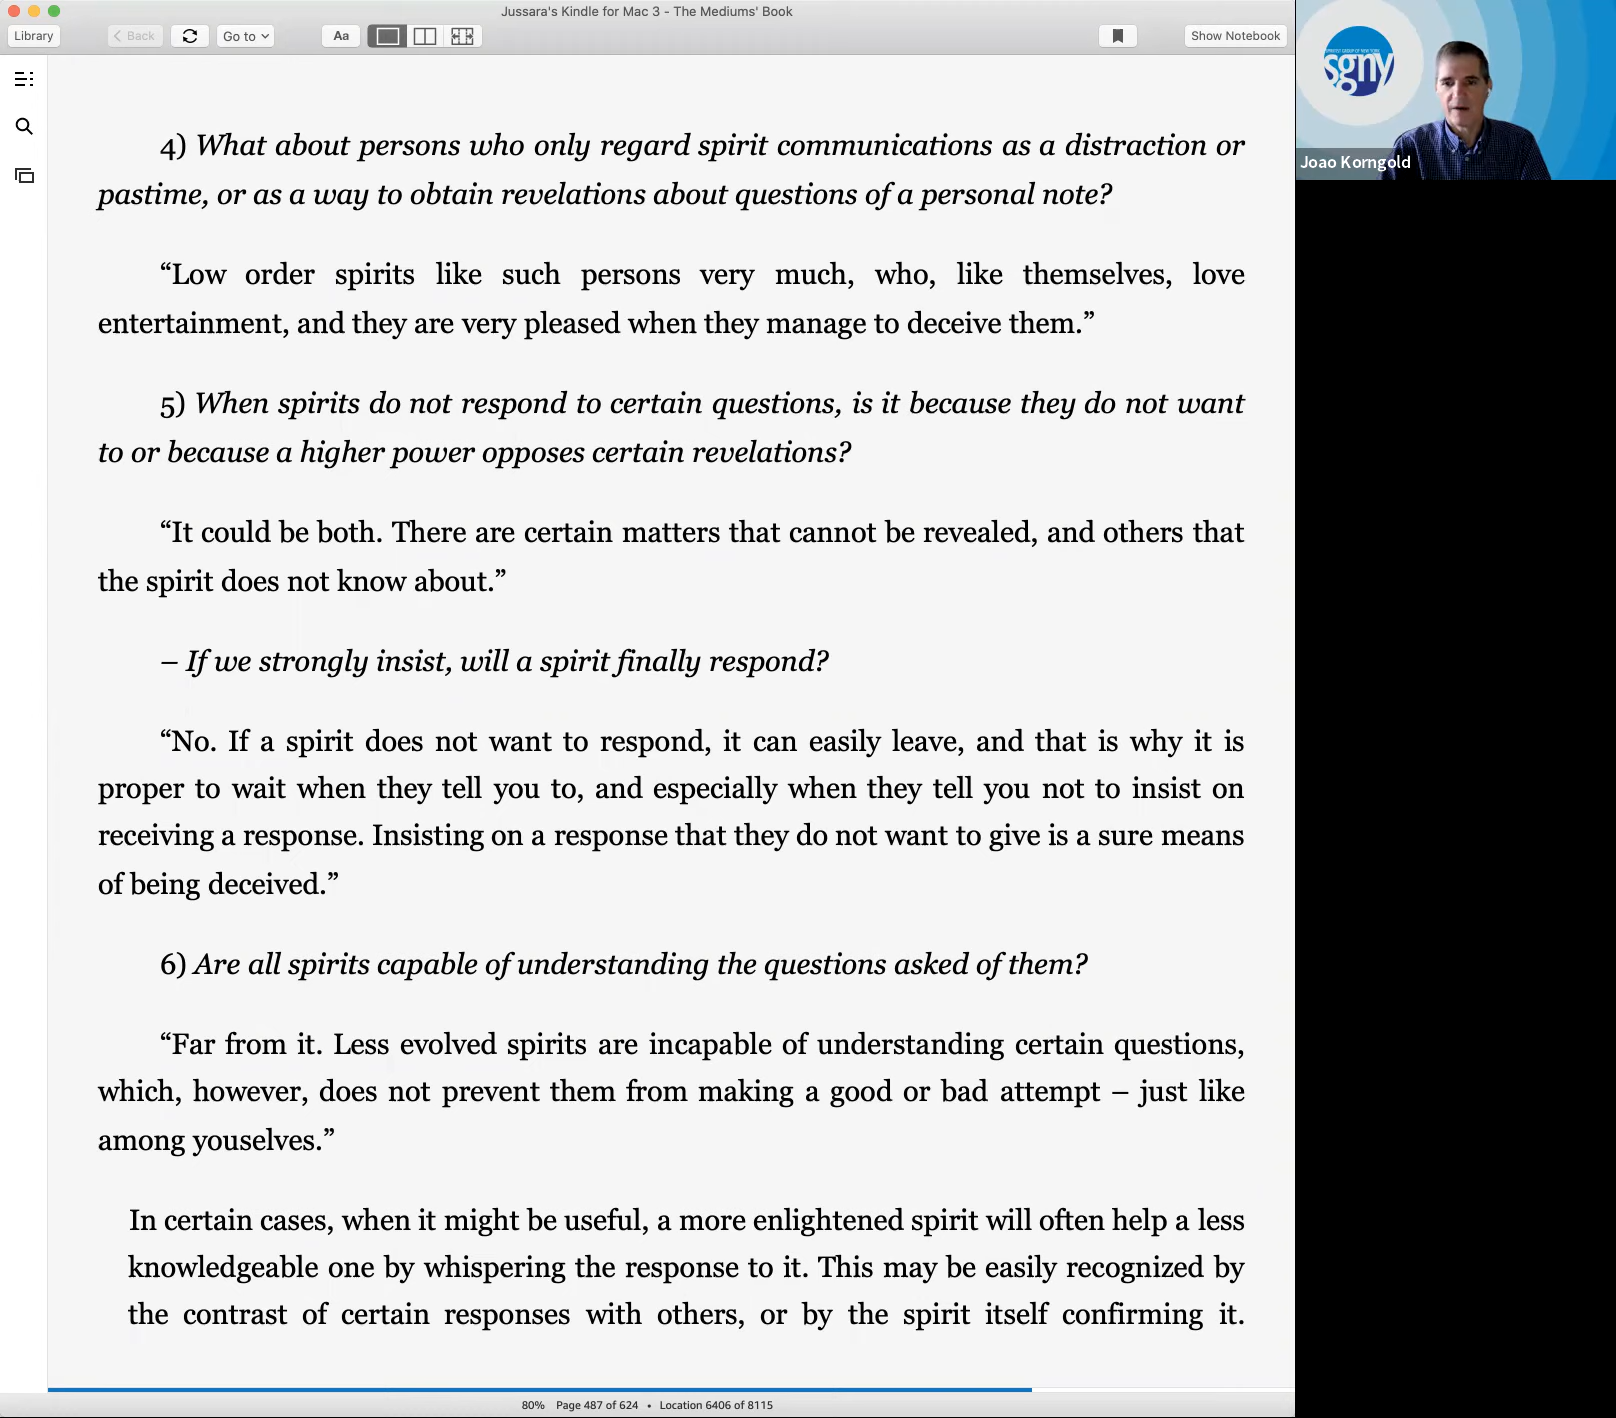 Jussara's Kindle for Mac 3 - The Mediums' Book
Library
Back
Go to
Aa
Show Notebook
4) What about persons who only regard spirit communications as a distraction or
pastime, or as a way to obtain revelations about questions of a personal note?
“Low order spirits like such persons very much, who, like themselves, love
entertainment, and they are very pleased when they manage to deceive them.”
5) When spirits do not respond to certain questions, is it because they do not want
to or because a higher power opposes certain revelations?
“It could be both. There are certain matters that cannot be revealed, and others that
the spirit does not know about.”
– If we strongly insist, will a spirit finally respond?
“No. If a spirit does not want to respond, it can easily leave, and that is why it is
proper to wait when they tell you to, and especially when they tell you not to insist on
receiving a response. Insisting on a response that they do not want to give is a sure means
of being deceived.”
6) Are all spirits capable of understanding the questions asked of them?
“Far from it. Less evolved spirits are incapable of understanding certain questions,
which, however, does not prevent them from making a good or bad attempt – just like
among youselves.”
In certain cases, when it might be useful, a more enlightened spirit will often help a less
knowledgeable one by whispering the response to it. This may be easily recognized by
the contrast of certain responses with others, or by the spirit itself confirming it.
80% Page 487 of 624 • Location 6406 of 8115
sgny
Joao Korngold